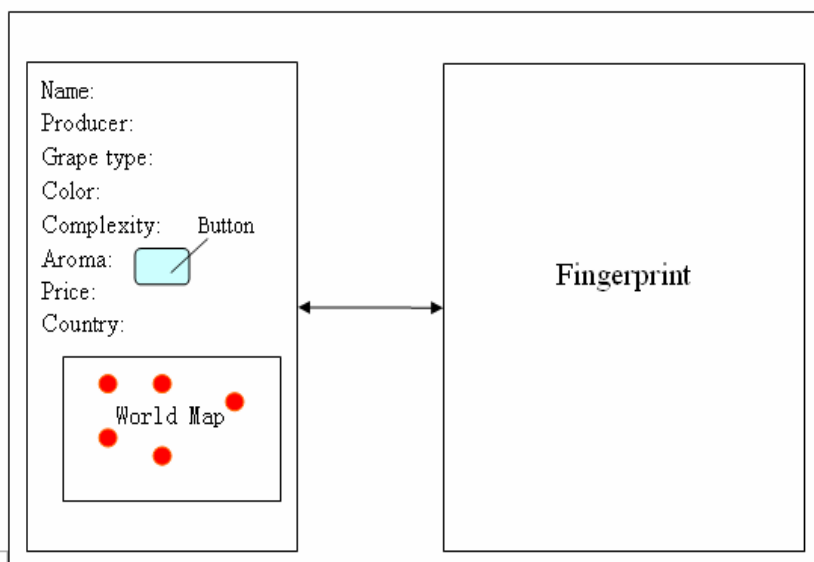 Name:
Producer:
Grape type:
Color:
Complexity:
Button
Aroma:
Price:
Country:
World Map
Fingerprint